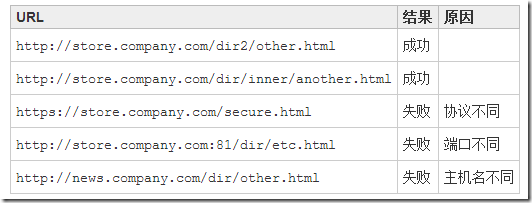 URL 结果 原因
http://store.company.com/dir2/other.html 成功
http://store.company.com/dir/inner/another.html 成功
https://store.company.com/secure.html 失败 协议不同
http://store.company.com:81/dir/etc.html 失败 端口不同
http://news.company.com/dir/other.html 失败 主机名不同